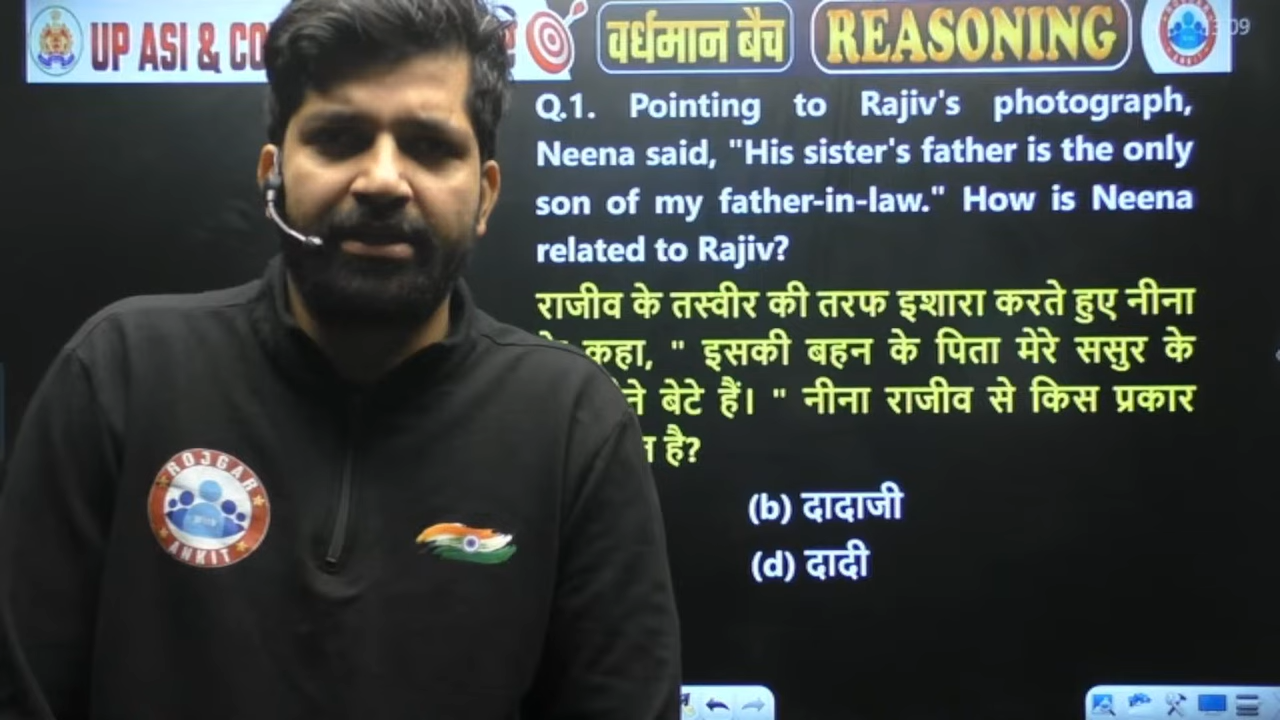 UP ASI & CO
वर्धमान बैच
REASONING
Q.1. Pointing to Rajiv's photograph,
Neena said, "His sister's father is the only
son of my father-in-law." How is Neena
related to Rajiv?
राजीव के तस्वीर की तरफ इशारा करते हुए नीना
कहा, " इसकी बहन के पिता मेरे ससुर के
बेटे हैं। " नीना राजीव से किस प्रकार
है?
(b) दादाजी
(d) दादी
ROJGAR
ANKIT